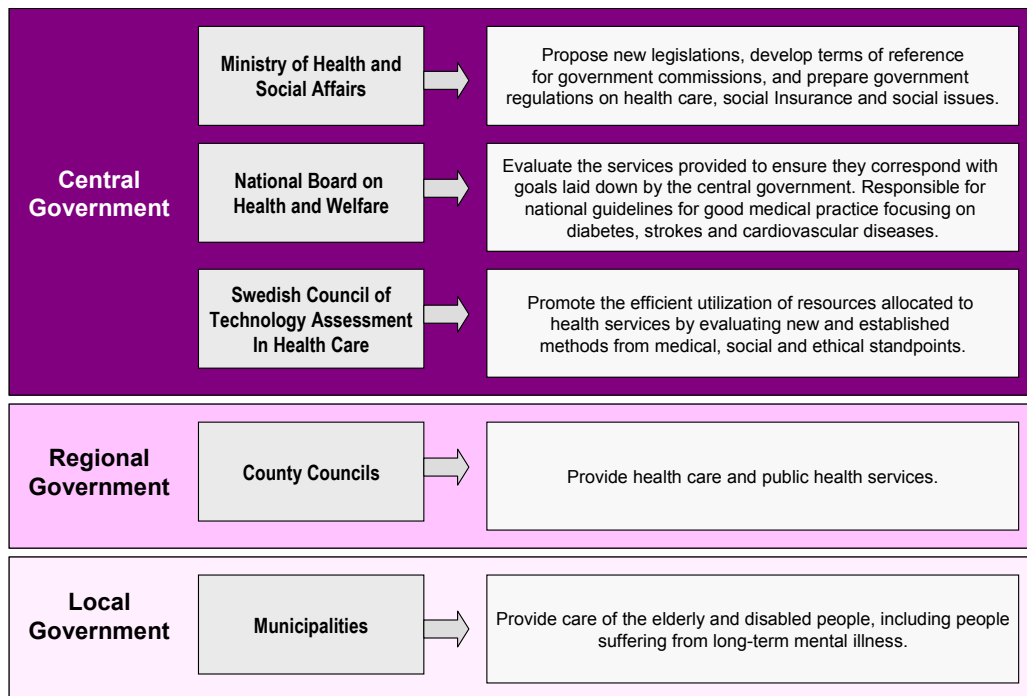 Central
Government
Ministry of Health and
Social Affairs
Propose new legislations, develop terms of reference
for government commissions, and prepare government
regulations on health care, social Insurance and social issues.
National Board on
Health and Welfare
Evaluate the services provided to ensure they correspond with
goals laid down by the central government. Responsible for
national guidelines for good medical practice focusing on
diabetes, strokes and cardiovascular diseases.
Swedish Council of
Technology Assessment
In Health Care
Promote the efficient utilization of resources allocated to
health services by evaluating new and established
methods from medical, social and ethical standpoints.
Regional
Government
County Councils
Provide health care and public health services.
Local
Government
Municipalities
Provide care of the elderly and disabled people, including people
suffering from long-term mental illness.